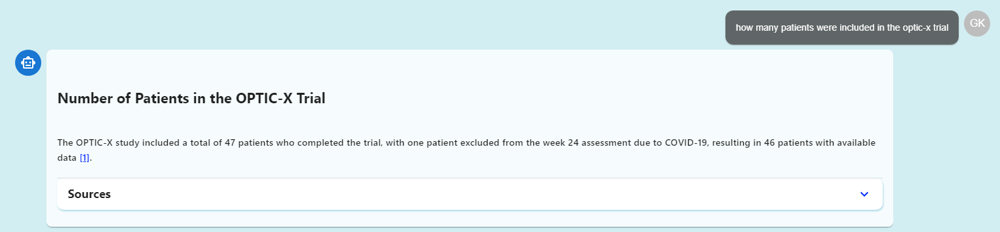 how many patients were included in the optic-x trial
GK
Number of Patients in the OPTIC-X Trial
The OPTIC-X study included a total of 47 patients who completed the trial, with one patient excluded from the week 24 assessment due to COVID-19, resulting in 46 patients with available
data [1].
Sources